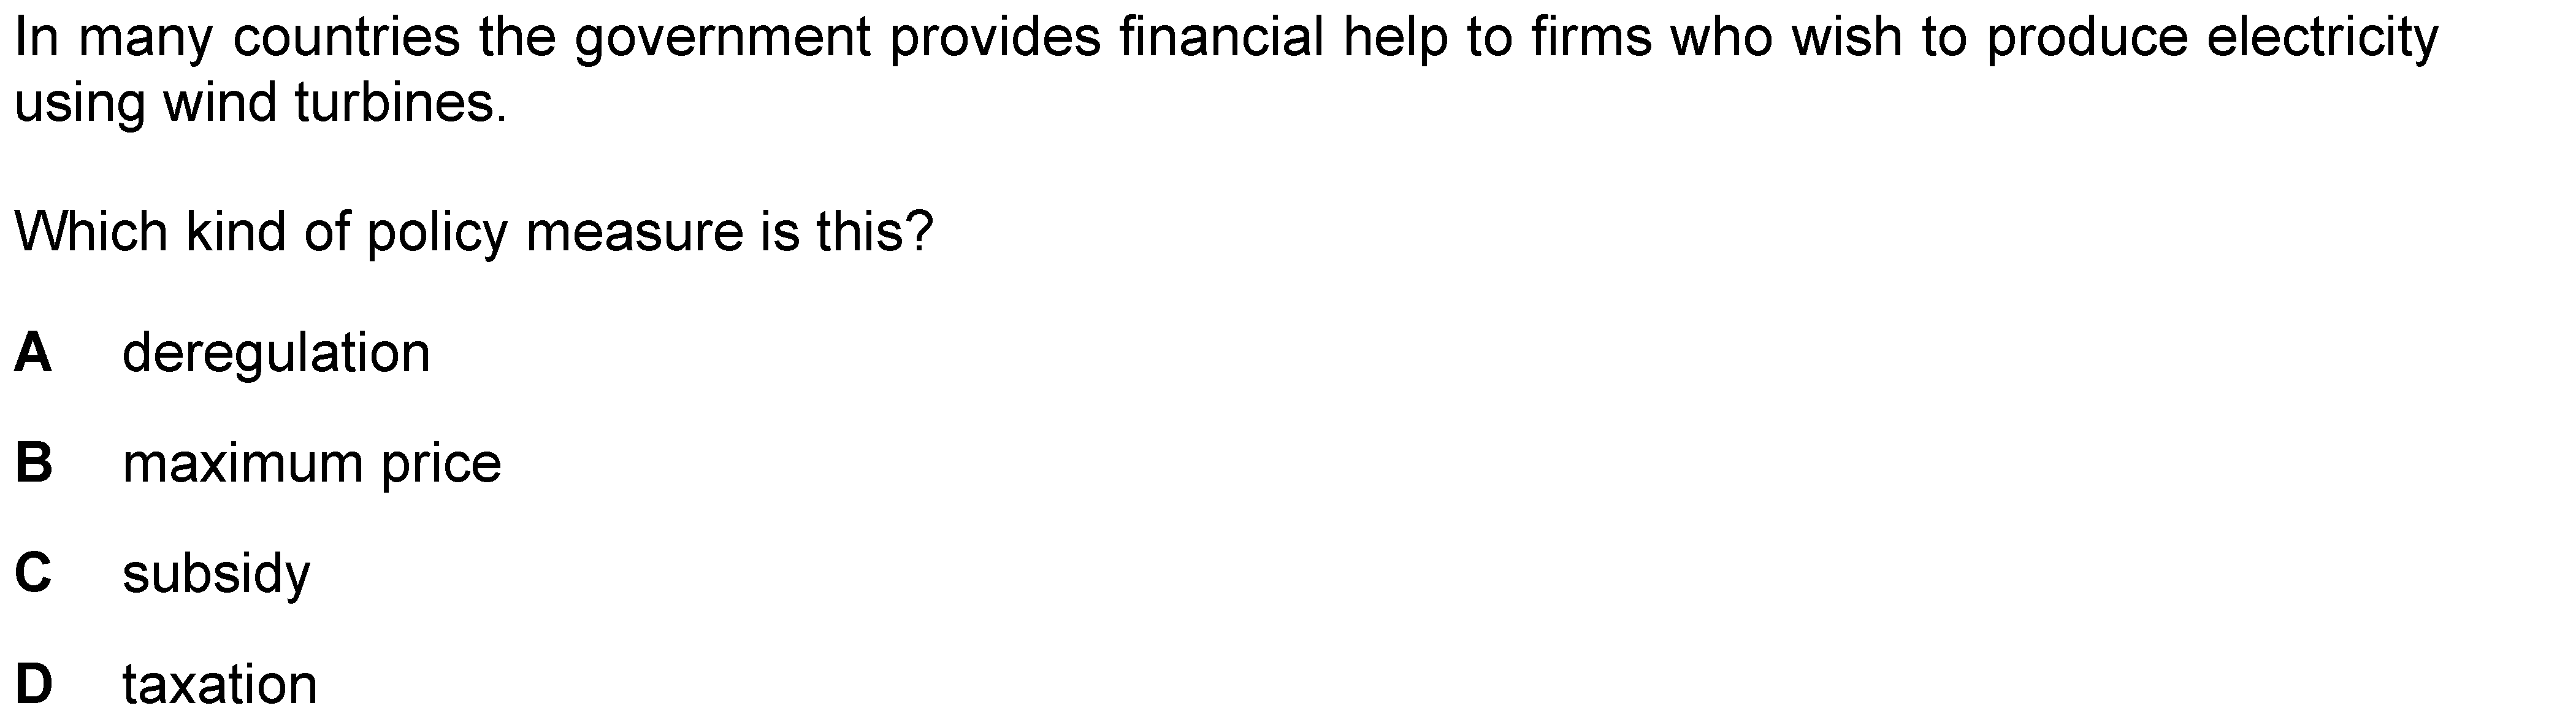 In many countries the government provides financial help to firms who wish to produce electricity
using wind turbines.
Which kind of policy measure is this?
A deregulation
B maximum price
C subsidy
D taxation